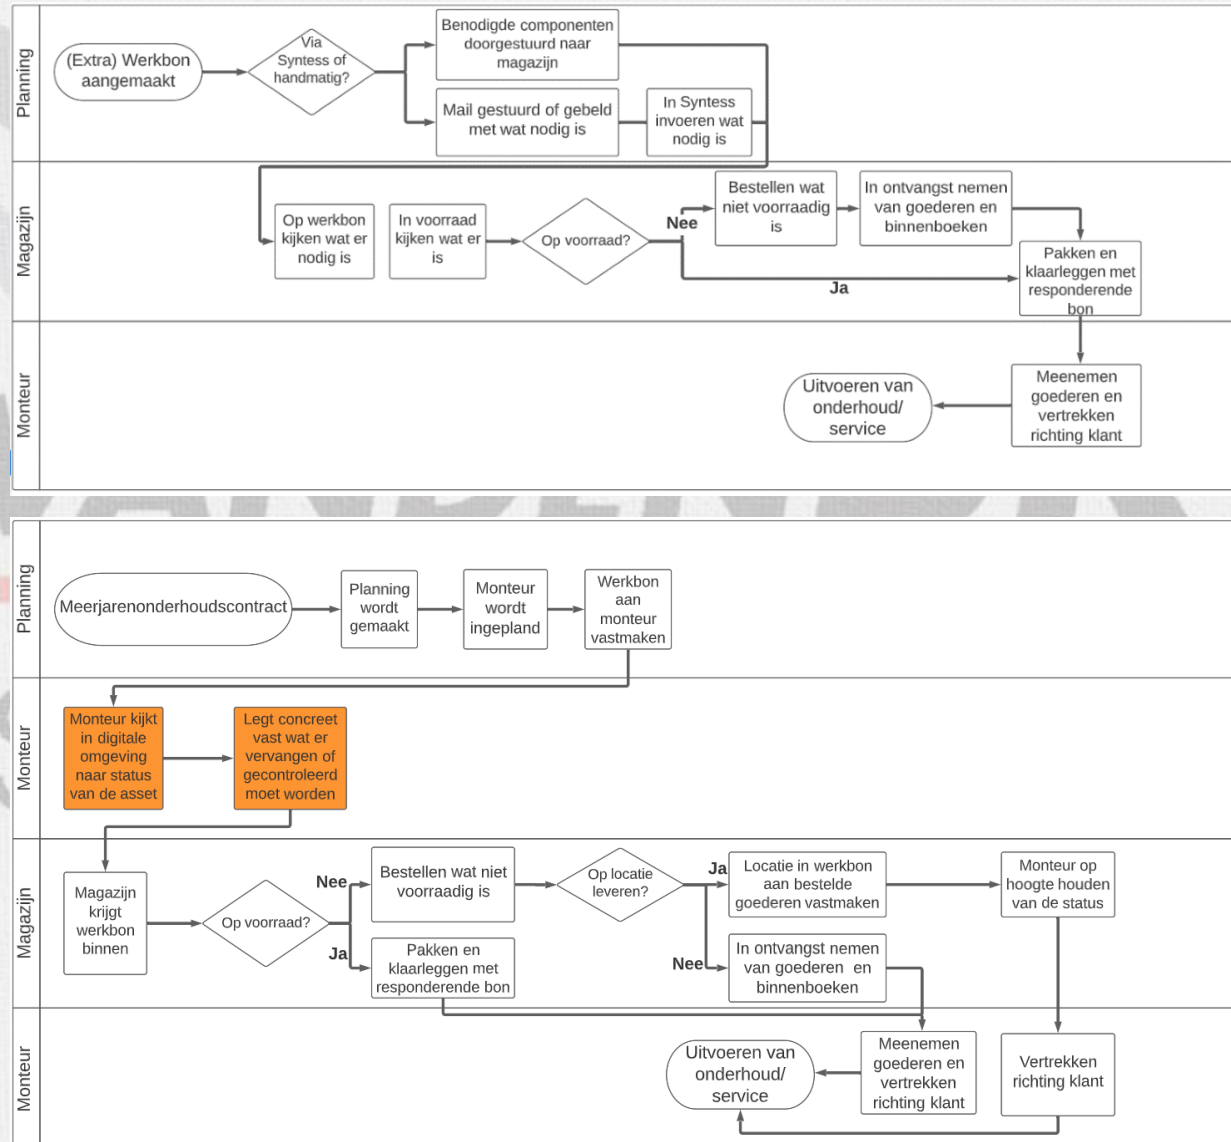 Planning
(Extra) Werkbon
aangemaakt
Via
Syntess of
handmatig?
Benodigde componenten
doorgestuurd naar
magazijn
Mail gestuurd of gebeld
met wat nodig is
In Syntess
invoeren wat
nodig is
Magazijn
Op werkbon
kijken wat er
nodig is
In voorraad
kijken wat er
is
Op voorraad?
Nee
Bestellen wat
niet voorraadig
is
In ontvangst nemen
van goederen en
binnenboeken
Ja
Pakken en
klaarleggen met
responderende
bon
Monteur
Uitvoeren van
onderhoud/
service
Meenemen
goederen en
vertrekken
richting klant
Planning
Meerjarenonderhoudscontract
Planning
wordt
gemaakt
Monteur
wordt
ingepland
Werkbon
aan
monteur
vastmaken
Monteur
Monteur kijkt
in digitale
omgeving
naar status
van de asset
Legt concreet
vast wat er
vervangen of
gecontroleerd
moet worden
Magazijn
Magazijn
krijgt
werkbon
binnen
Op voorraad?
Nee
Bestellen wat niet
voorraadig is
Ja
Pakken en
klaarleggen met
responderende bon
Op locatie
leveren?
Ja
Locatie in werkbon
aan bestelde
goederen vastmaken
Nee
In ontvangst nemen
van goederen en
binnenboeken
Monteur op
hoogte houden
van de status
Monteur
Uitvoeren van
onderhoud/
service
Meenemen
goederen en
vertrekken
richting klant
Vertrekken
richting klant